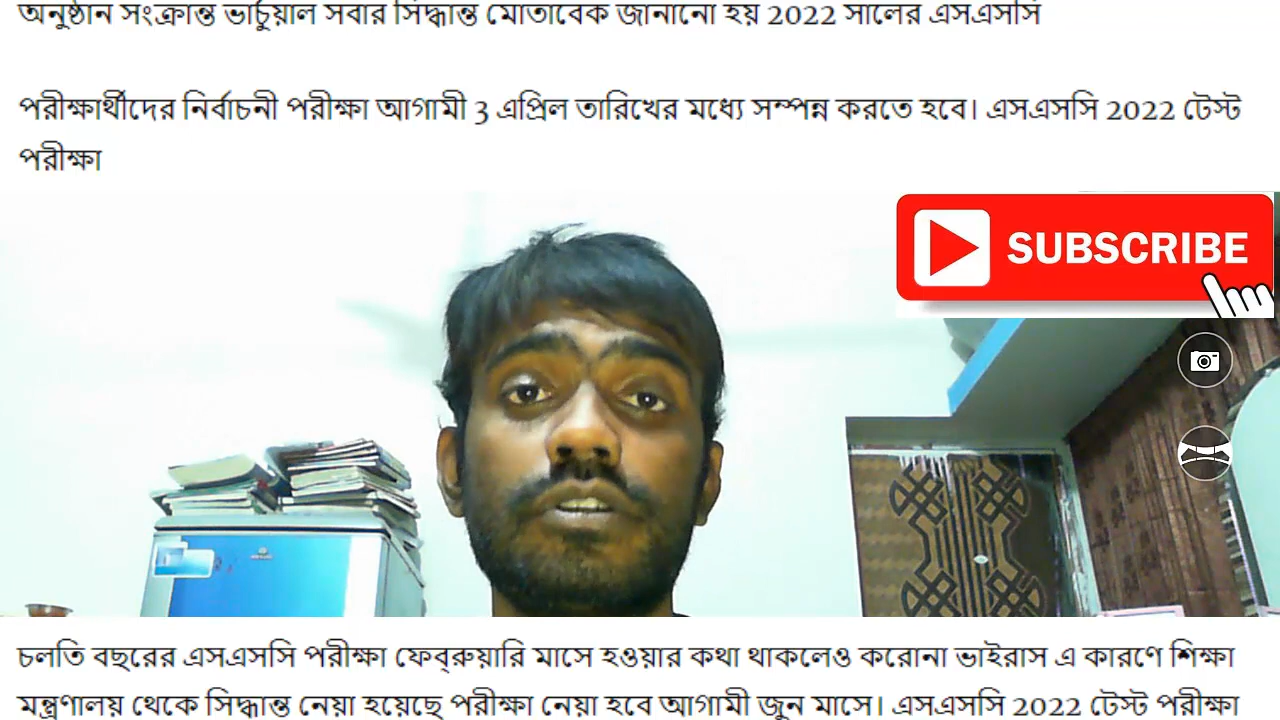 অনুষ্ঠান সংক্রান্ত ভার্চুয়াল সবার সিদ্ধান্ত মোতাবেক জানানো হয় 2022 সালের এসএসসি
পরীক্ষার্থীদের নির্বাচনী পরীক্ষা আগামী 3 এপ্রিল তারিখের মধ্যে সম্পন্ন করতে হবে। এসএসসি 2022 টেস্ট
পরীক্ষা
SUBSCRIBE
চলতি বছরের এসএসসি পরীক্ষা ফেব্রুয়ারি মাসে হওয়ার কথা থাকলেও করোনা ভাইরাস এ কারণে শিক্ষা
মন্ত্রণালয় থেকে সিদ্ধান্ত নেয়া হয়েছে পরীক্ষা নেয়া হবে আগামী জুন মাসে। এসএসসি 2022 টেস্ট পরীক্ষা